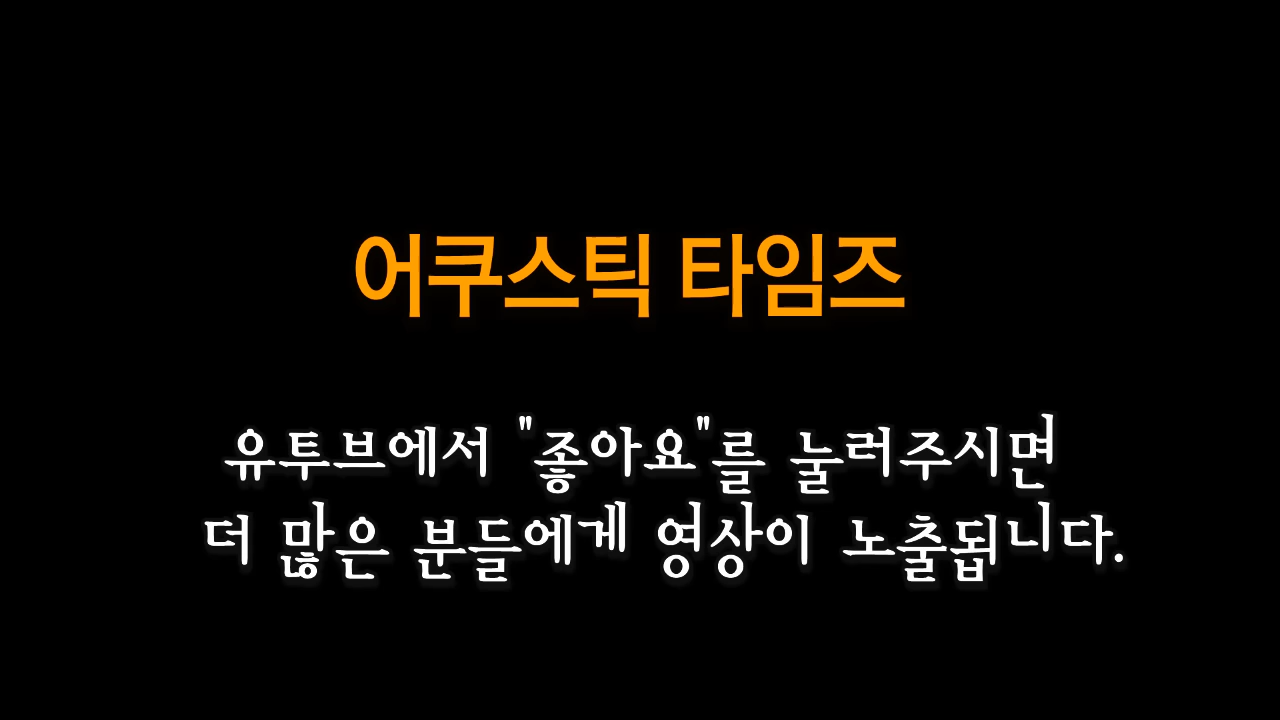 어쿠스틱 타임즈
유투브에서 "좋아요"를 눌러주시면
더 많은 분들에게 영상이 노출됩니다.